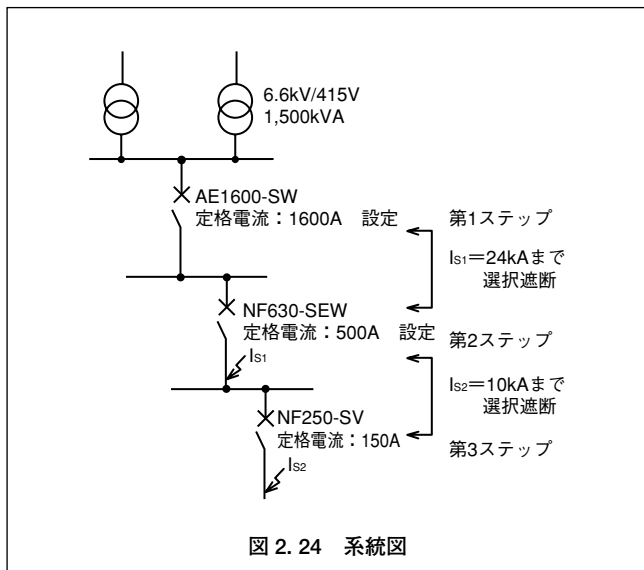 6.6kV/415V
1,500kVA
AE1600-SW
定格電流：1600A 設定
第1ステップ
IS1＝24kAまで
選択遮断
NF630-SEW
定格電流：500A 設定
第2ステップ
IS1
IS2＝10kAまで
選択遮断
NF250-SV
定格電流：150A
第3ステップ
IS2
図 2. 24 系統図